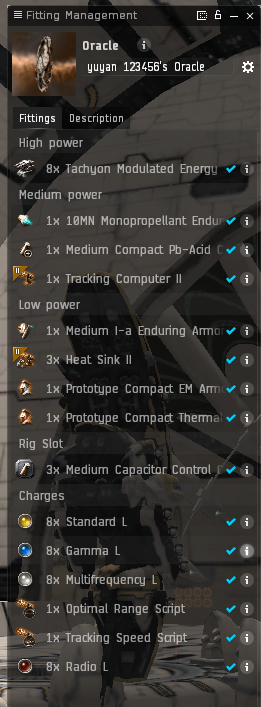 Fitting Management
Oracle
yuyan 123456's Oracle
Fittings Description
High power
8x Tachyon Modulated Energy
Medium power
1x 10MN Monopropellant Endur
1x Medium Compact Pb-Acid C
1x Tracking Computer II
Low power
1x Medium I-a Enduring Armor
3x Heat Sink II
1x Prototype Compact EM Arm
1x Prototype Compact Thermal
Rig Slot
3x Medium Capacitor Control C
Charges
8x Standard L
8x Gamma L
8x Multifrequency L
1x Optimal Range Script
1x Tracking Speed Script
8x Radio L